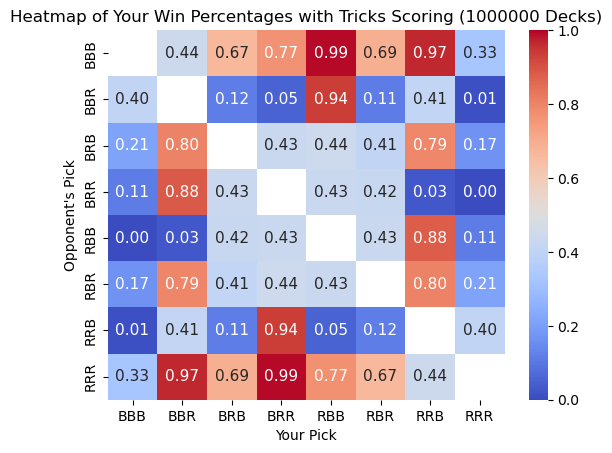 Heatmap of Your Win Percentages with Tricks Scoring (1000000 Decks)
BBB 0.44 0.67 0.77 0.99 0.69 0.97 0.33
BBR 0.40 0.12 0.05 0.94 0.11 0.41 0.01
BRB 0.21 0.80 0.43 0.44 0.41 0.79 0.17
BRR 0.11 0.88 0.43 0.43 0.42 0.03 0.00
RBB 0.00 0.03 0.42 0.43 0.43 0.88 0.11
RBR 0.17 0.79 0.41 0.44 0.43 0.80 0.21
RRB 0.01 0.41 0.11 0.94 0.05 0.12 0.40
RRR 0.33 0.97 0.69 0.99 0.77 0.67 0.44
BBB BBR BRB BRR RBB RBR RRB RRR
Your Pick
Opponent's Pick
1.0
0.8
0.6
0.4
0.2
0.0